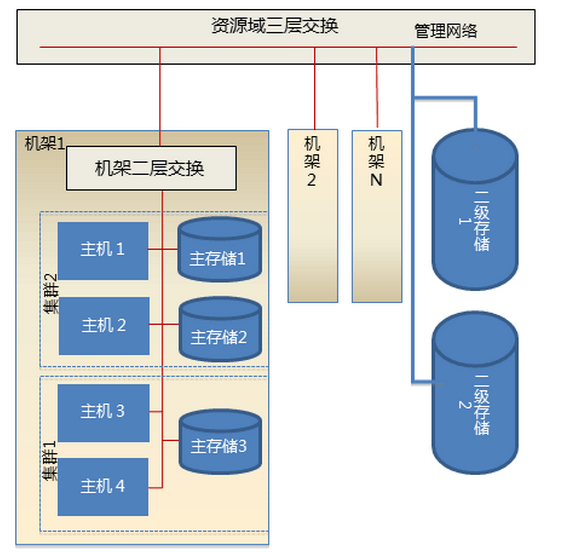 资源域三层交换
管理网络
机架1
机架二层交换
机架2
机架N
集群2
主机 1
主存储1
主机 2
主存储2
集群1
主机 3
主存储3
主机 4
二级存储1
二级存储2